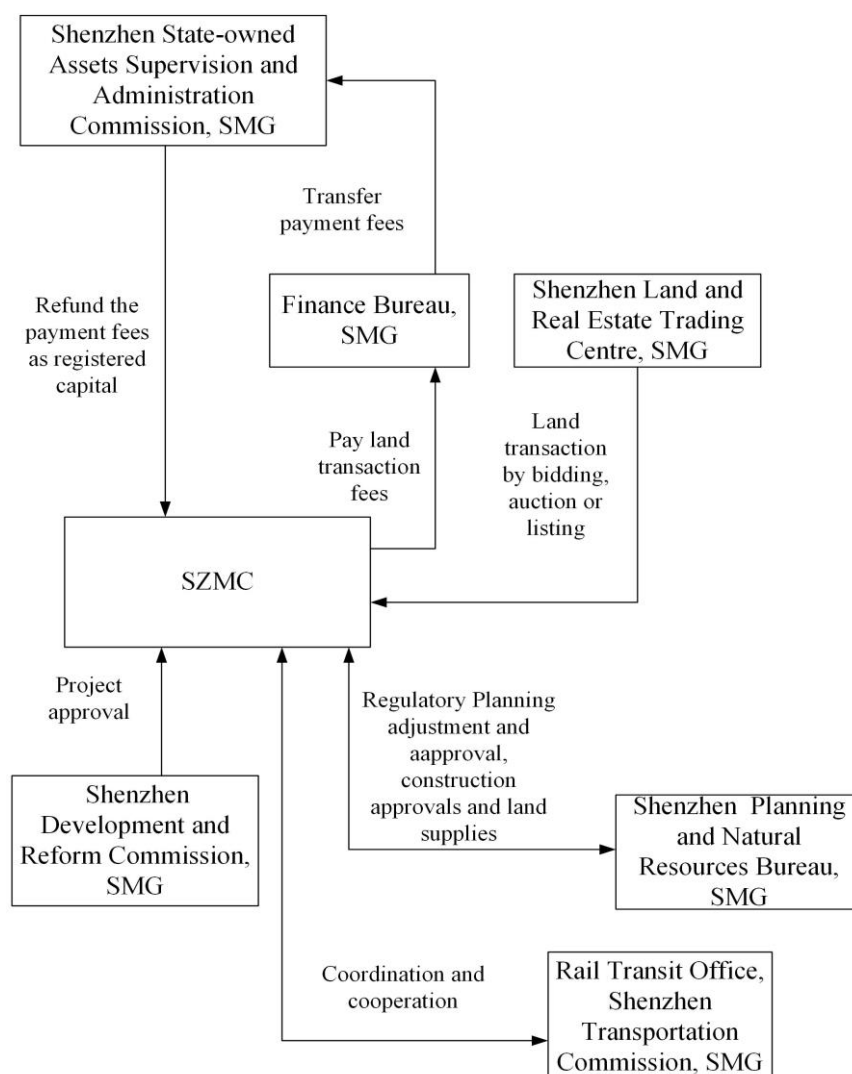 Shenzhen State-owned
Assets Supervision and
Administration
Commission, SMG
Transfer
payment fees
Refund the
payment fees
as registered
capital
Finance Bureau,
SMG
Shenzhen Land and
Real Estate Trading
Centre, SMG
Pay land
transaction
fees
Land
transaction
by bidding,
auction or
listing
SZMC
Project
approval
Regulatory Planning
adjustment and
aapproval,
construction
approvals and land
supplies
Shenzhen
Development and
Reform Commission,
SMG
Shenzhen Planning
and Natural
Resources Bureau,
SMG
Coordination and
cooperation
Rail Transit Office,
Shenzhen
Transportation
Commission, SMG